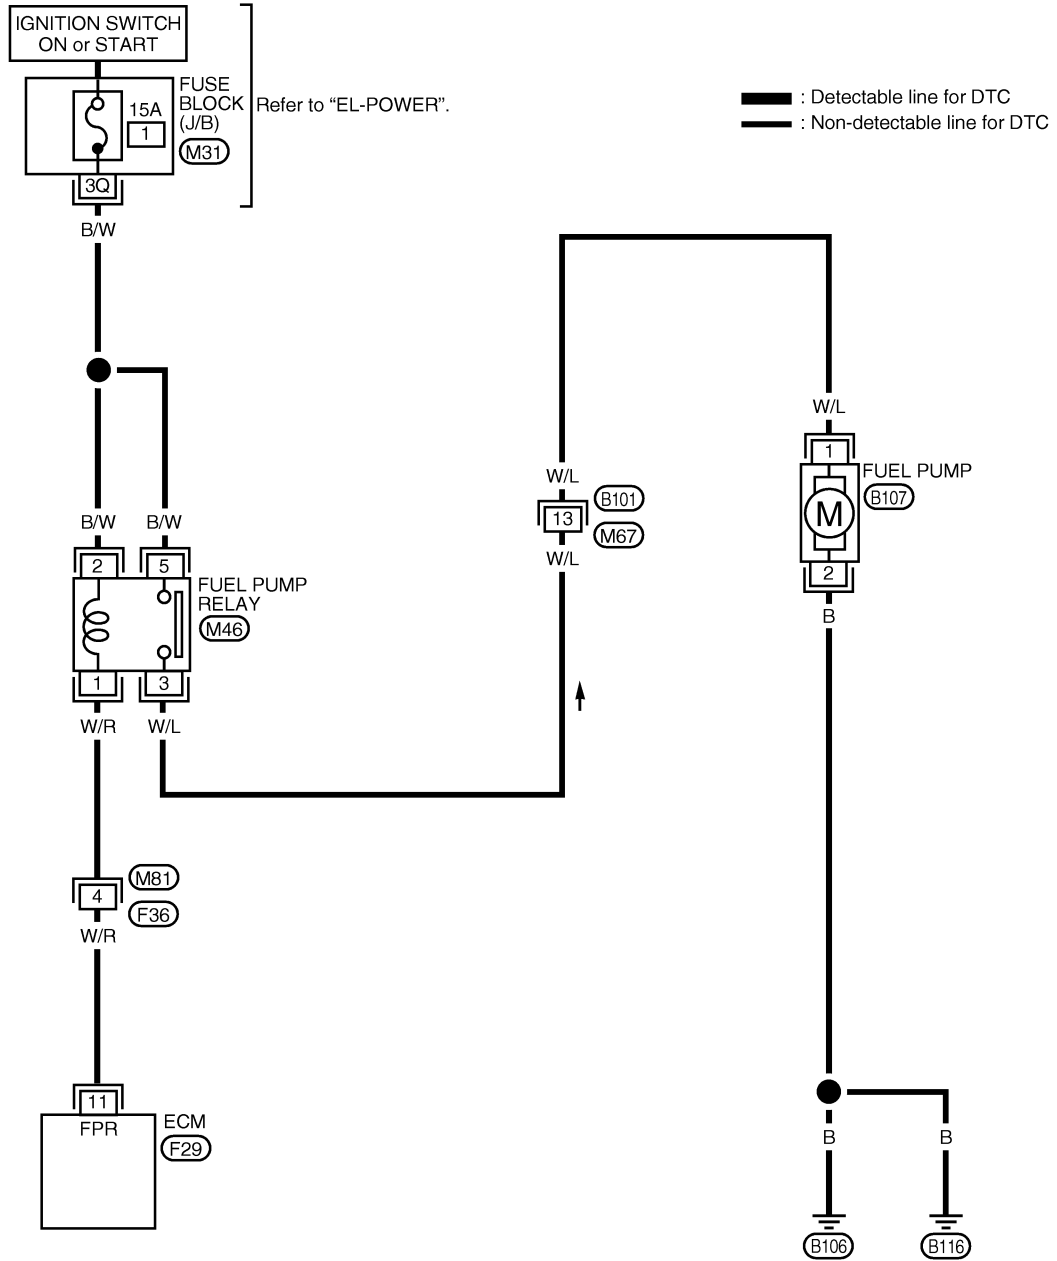 IGNITION SWITCH
ON or START
FUSE
BLOCK
(J/B)
Refer to “EL-POWER”.
15A
1
M31
3Q
: Detectable line for DTC
: Non-detectable line for DTC
B/W
W/L
1
FUEL PUMP
B107
M
2
B
W/L
B101
13
M67
W/L
B/W
B/W
2
5
FUEL PUMP
RELAY
M46
1
3
W/R
W/L
M81
4
F36
W/R
11
FPR
ECM
F29
B
B
B106
B116